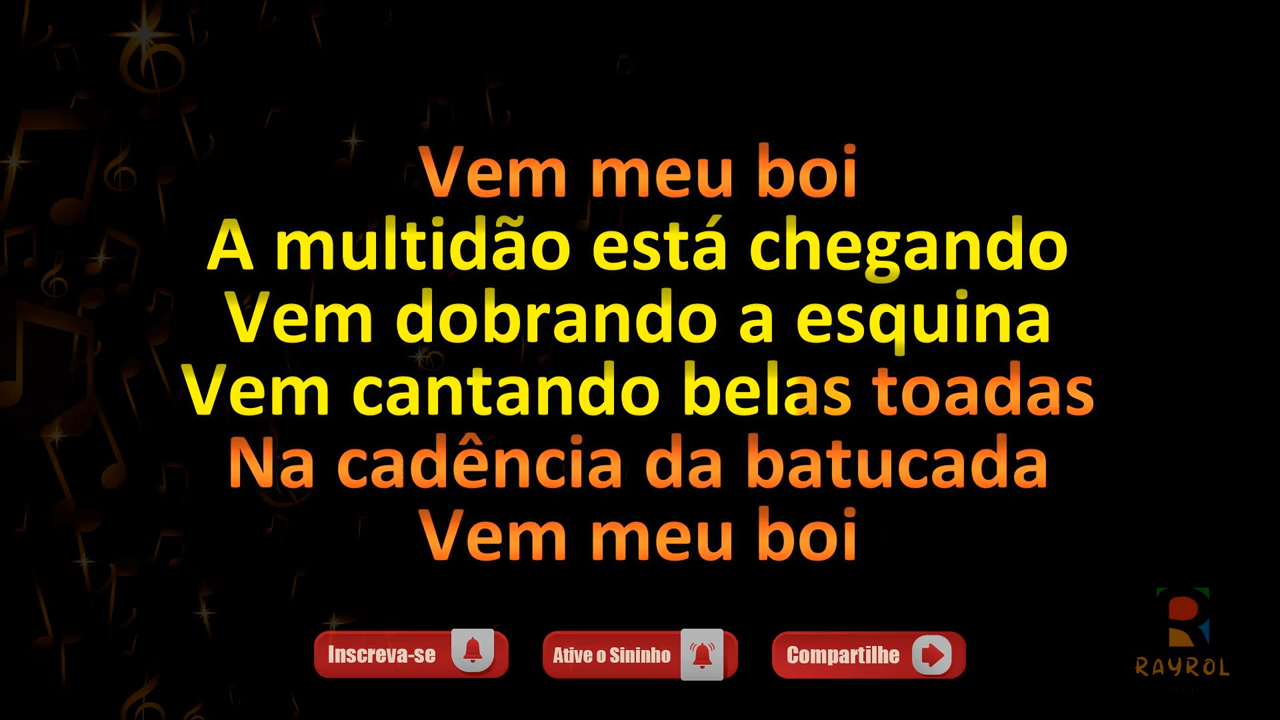 Vem meu boi
A multidão está chegando
Vem dobrando a esquina
Vem cantando belas toadas
Na cadência da batucada
Vem meu boi
Inscreva-se
Ative o Sininho
Compartilhe
RAYROL